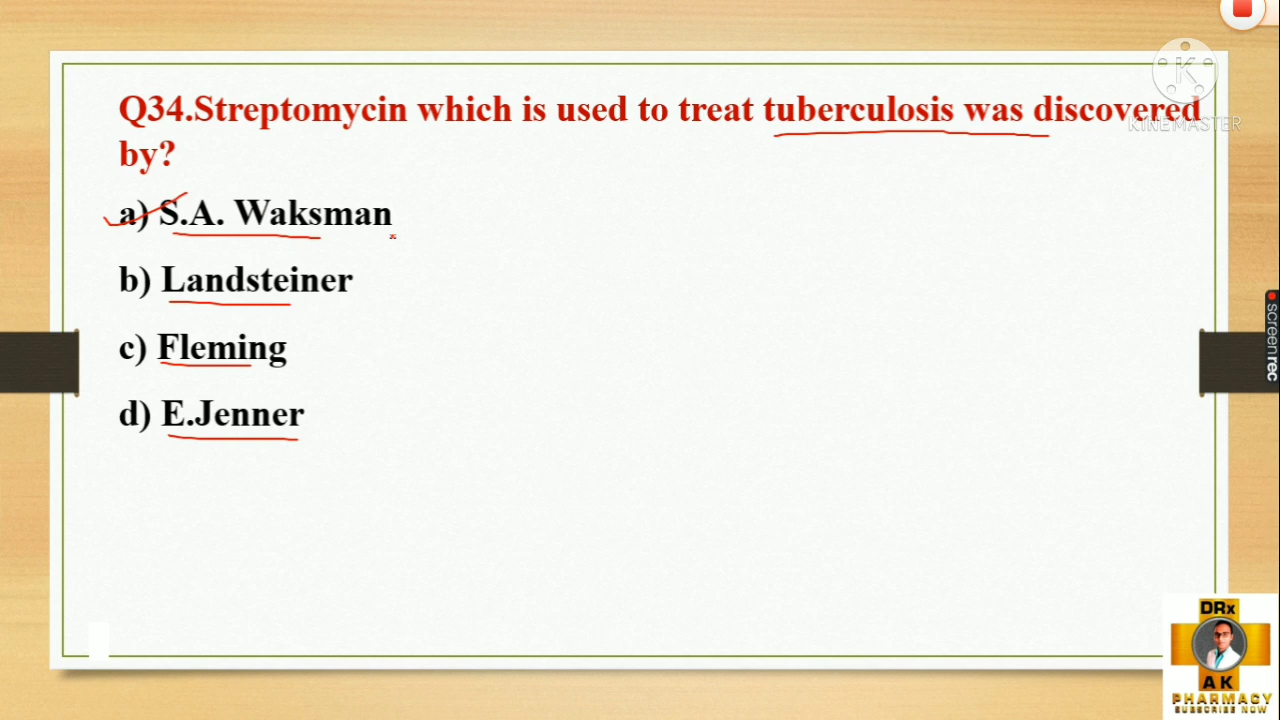 Q34.Streptomycin which is used to treat tuberculosis was discovered
by?
a) S.A. Waksman
b) Landsteiner
c) Fleming
d) E.Jenner
K
KINEMASTER
screenrec
DRx
AK
PHARMACY
SUBSCRIBE NOW